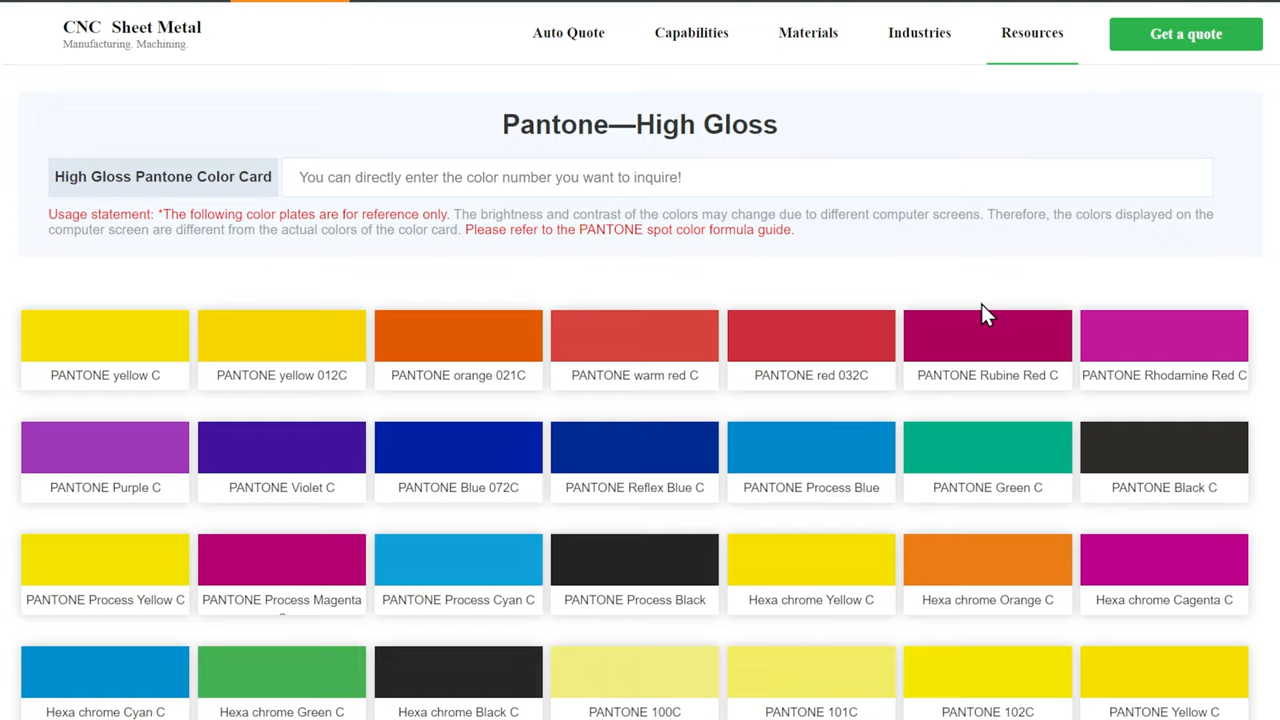 CNC Sheet Metal
Manufacturing. Machining.
Auto Quote
Capabilities
Materials
Industries
Resources
Get a quote
Pantone—High Gloss
High Gloss Pantone Color Card
You can directly enter the color number you want to inquire!
Usage statement: *The following color plates are for reference only. The brightness and contrast of the colors may change due to different computer screens. Therefore, the colors displayed on the
computer screen are different from the actual colors of the color card. Please refer to the PANTONE spot color formula guide.
PANTONE yellow C
PANTONE yellow 012C
PANTONE orange 021C
PANTONE warm red C
PANTONE red 032C
PANTONE Rubine Red C
PANTONE Rhodamine Red C
PANTONE Purple C
PANTONE Violet C
PANTONE Blue 072C
PANTONE Reflex Blue C
PANTONE Process Blue
PANTONE Green C
PANTONE Black C
PANTONE Process Yellow C
PANTONE Process Magenta
PANTONE Process Cyan C
PANTONE Process Black
Hexa chrome Yellow C
Hexa chrome Orange C
Hexa chrome Cagenta C
Hexa chrome Cyan C
Hexa chrome Green C
Hexa chrome Black C
PANTONE 100C
PANTONE 101C
PANTONE 102C
PANTONE Yellow C